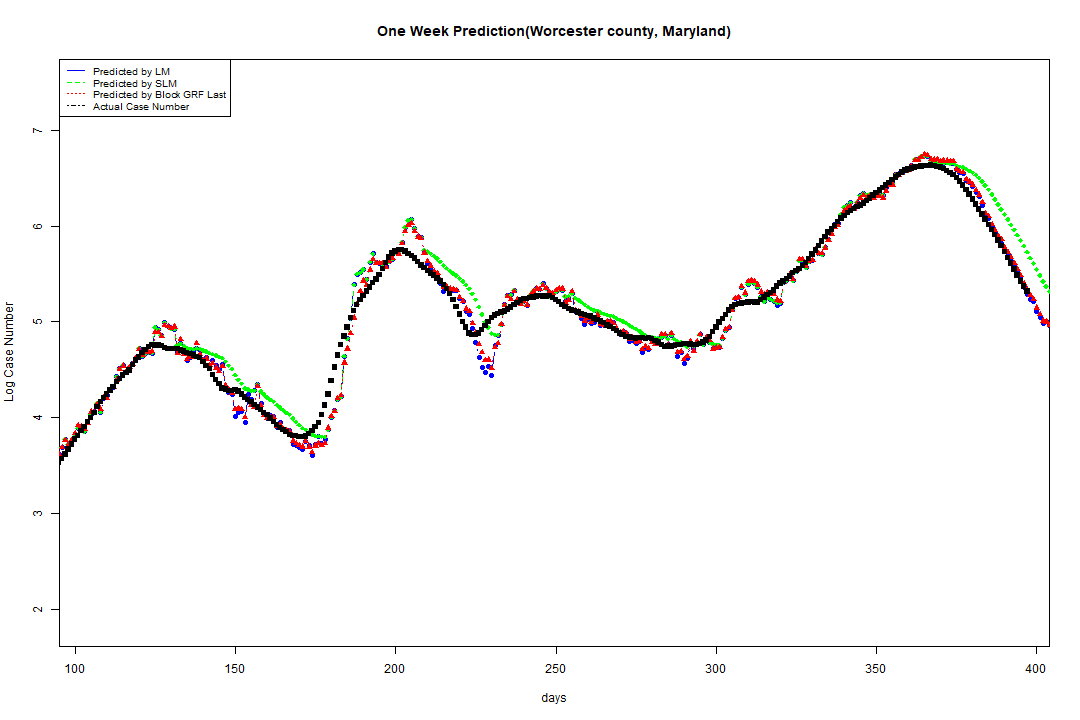 One Week Prediction(Worcester county, Maryland)
Predicted by LM
Predicted by SLM
Predicted by Block GRF Last
Actual Case Number
7
6
5
4
3
2
Log Case Number
100 150 200 250 300 350 400
days